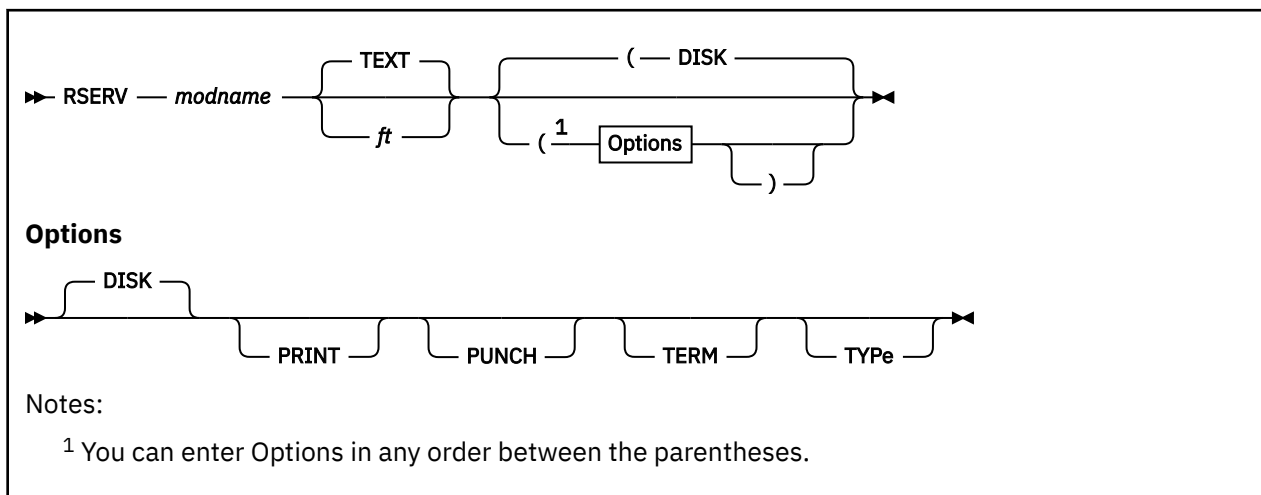 TEXT ( DISK
RSERV modname
ft ( 1 Options )
Options
DISK
PRINT PUNCH TERM TYPe
Notes:
1 You can enter Options in any order between the parentheses.